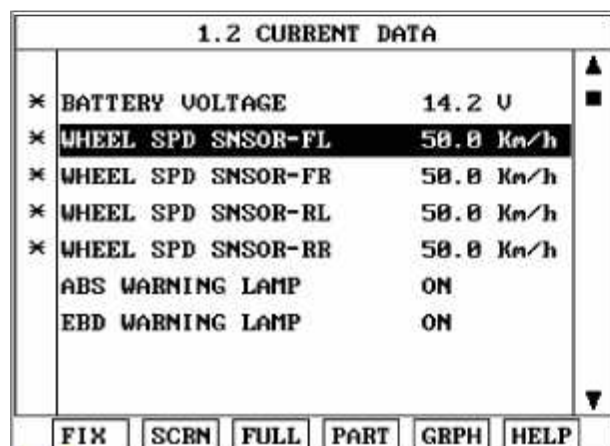 1.2 CURRENT DATA
* BATTERY VOLTAGE 14.2 V
* WHEEL SPD SNSOR-FL 50.0 Km/h
* WHEEL SPD SNSOR-FR 50.0 Km/h
* WHEEL SPD SNSOR-RL 50.0 Km/h
* WHEEL SPD SNSOR-RR 50.0 Km/h
ABS WARNING LAMP ON
EBD WARNING LAMP ON
FIX SCRN FULL PART GRPH HELP